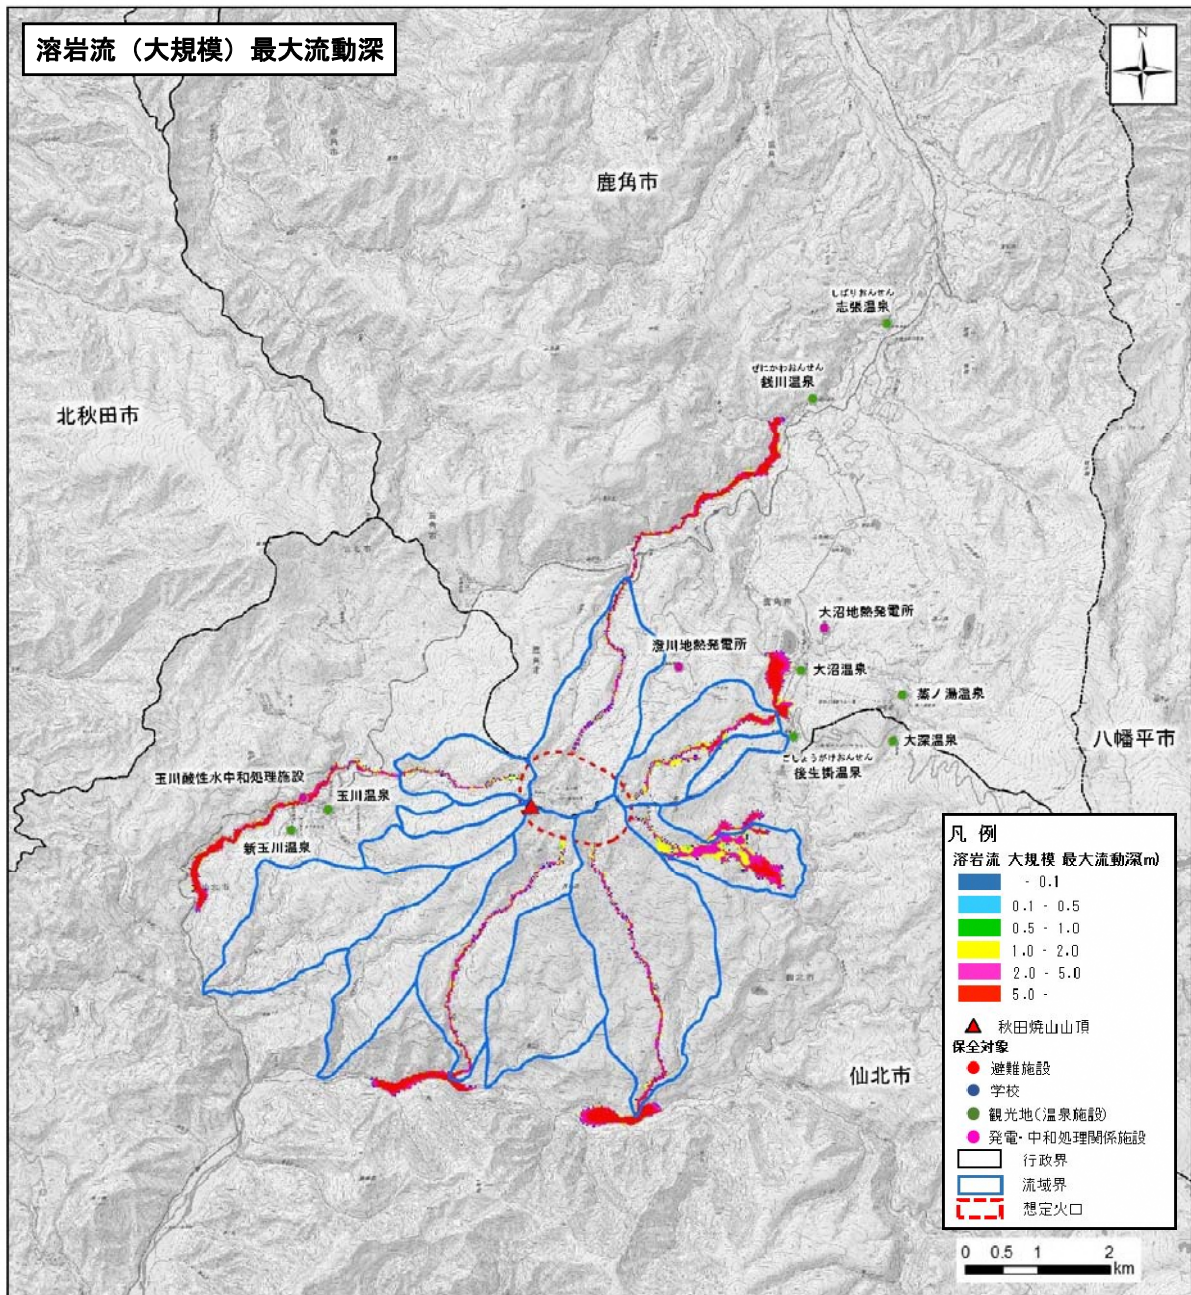 溶岩流（大規模）最大流動深
N
鹿角市
しばりおんせん
志張温泉
ぜにかわおんせん
銭川温泉
北秋田市
大沼地熱発電所
澄川地熱発電所
大沼温泉
蒸ノ湯温泉
大深温泉
八幡平市
ごしょうがけおんせん
後生掛温泉
玉川酸性水中和処理施設
玉川温泉
新玉川温泉
仙北市
凡 例
溶岩流 大規模 最大流動深(m)
- 0.1
0.1 - 0.5
0.5 - 1.0
1.0 - 2.0
2.0 - 5.0
5.0 -
秋田焼山山頂
保全対象
避難施設
学校
観光地(温泉施設)
発電・中和処理関係施設
行政界
流域界
想定火口
0 0.5 1 2
km